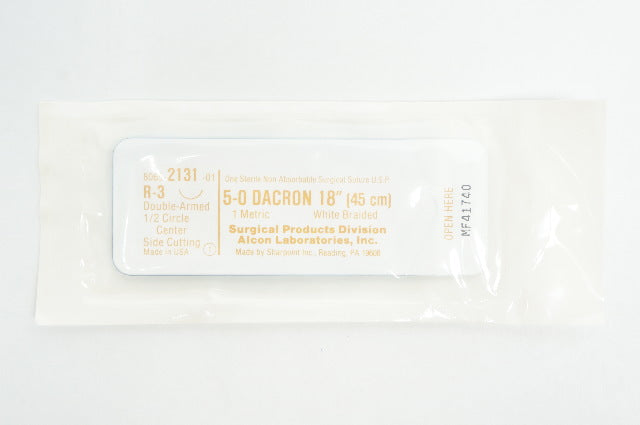 8065-2131-01
R-3
Double-Armed
1/2 Circle
Center
Side Cutting
Made in USA
One Sterile Non Absorbable Surgical Suture U.S.P.
5-0 DACRON 18" (45 cm)
1 Metric White Braided
Surgical Products Division
Alcon Laboratories, Inc.
Made by Sharpoint Inc., Reading, PA 19608
OPEN HERE
MF41740